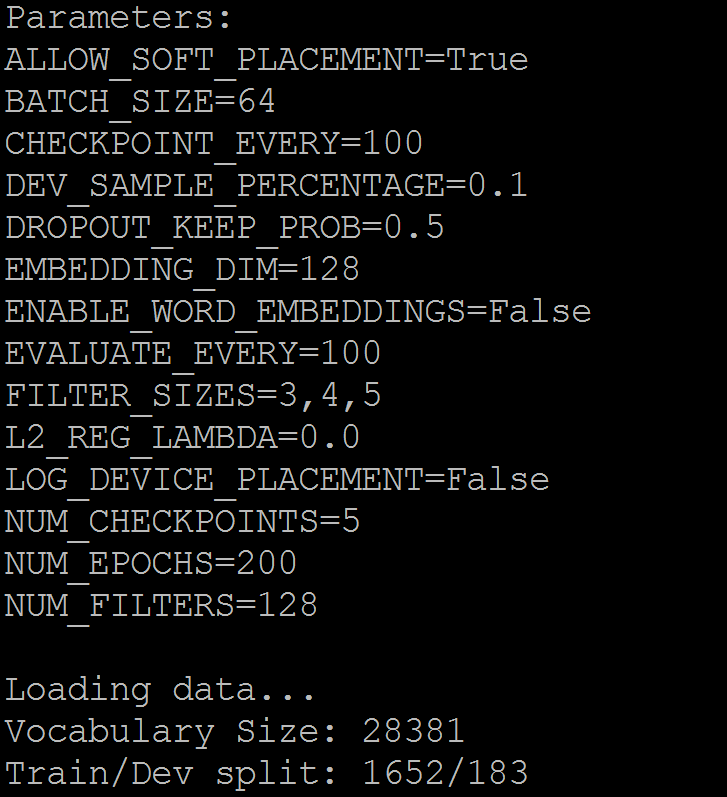 Parameters:
ALLOW_SOFT_PLACEMENT=True
BATCH_SIZE=64
CHECKPOINT_EVERY=100
DEV_SAMPLE_PERCENTAGE=0.1
DROPOUT_KEEP_PROB=0.5
EMBEDDING_DIM=128
ENABLE_WORD_EMBEDDINGS=False
EVALUATE_EVERY=100
FILTER_SIZES=3,4,5
L2_REG_LAMBDA=0.0
LOG_DEVICE_PLACEMENT=False
NUM_CHECKPOINTS=5
NUM_EPOCHS=200
NUM_FILTERS=128
Loading data...
Vocabulary Size: 28381
Train/Dev split: 1652/183